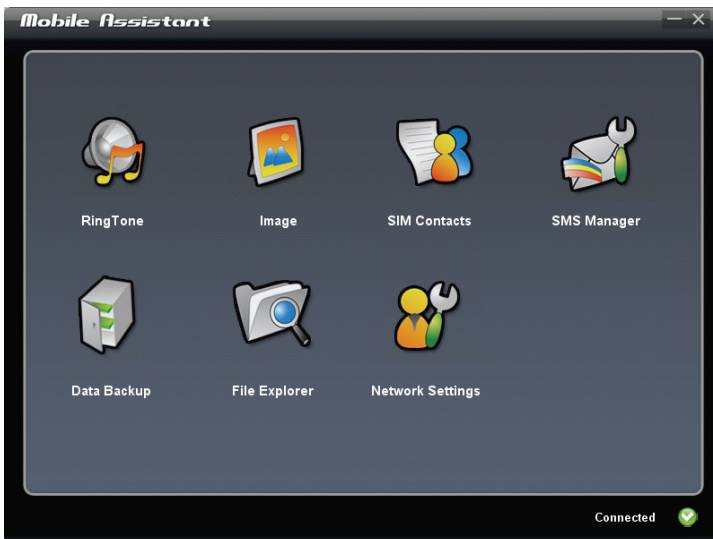 Mobile Assistant
RingTone
Image
SIM Contacts
SMS Manager
Data Backup
File Explorer
Network Settings
Connected